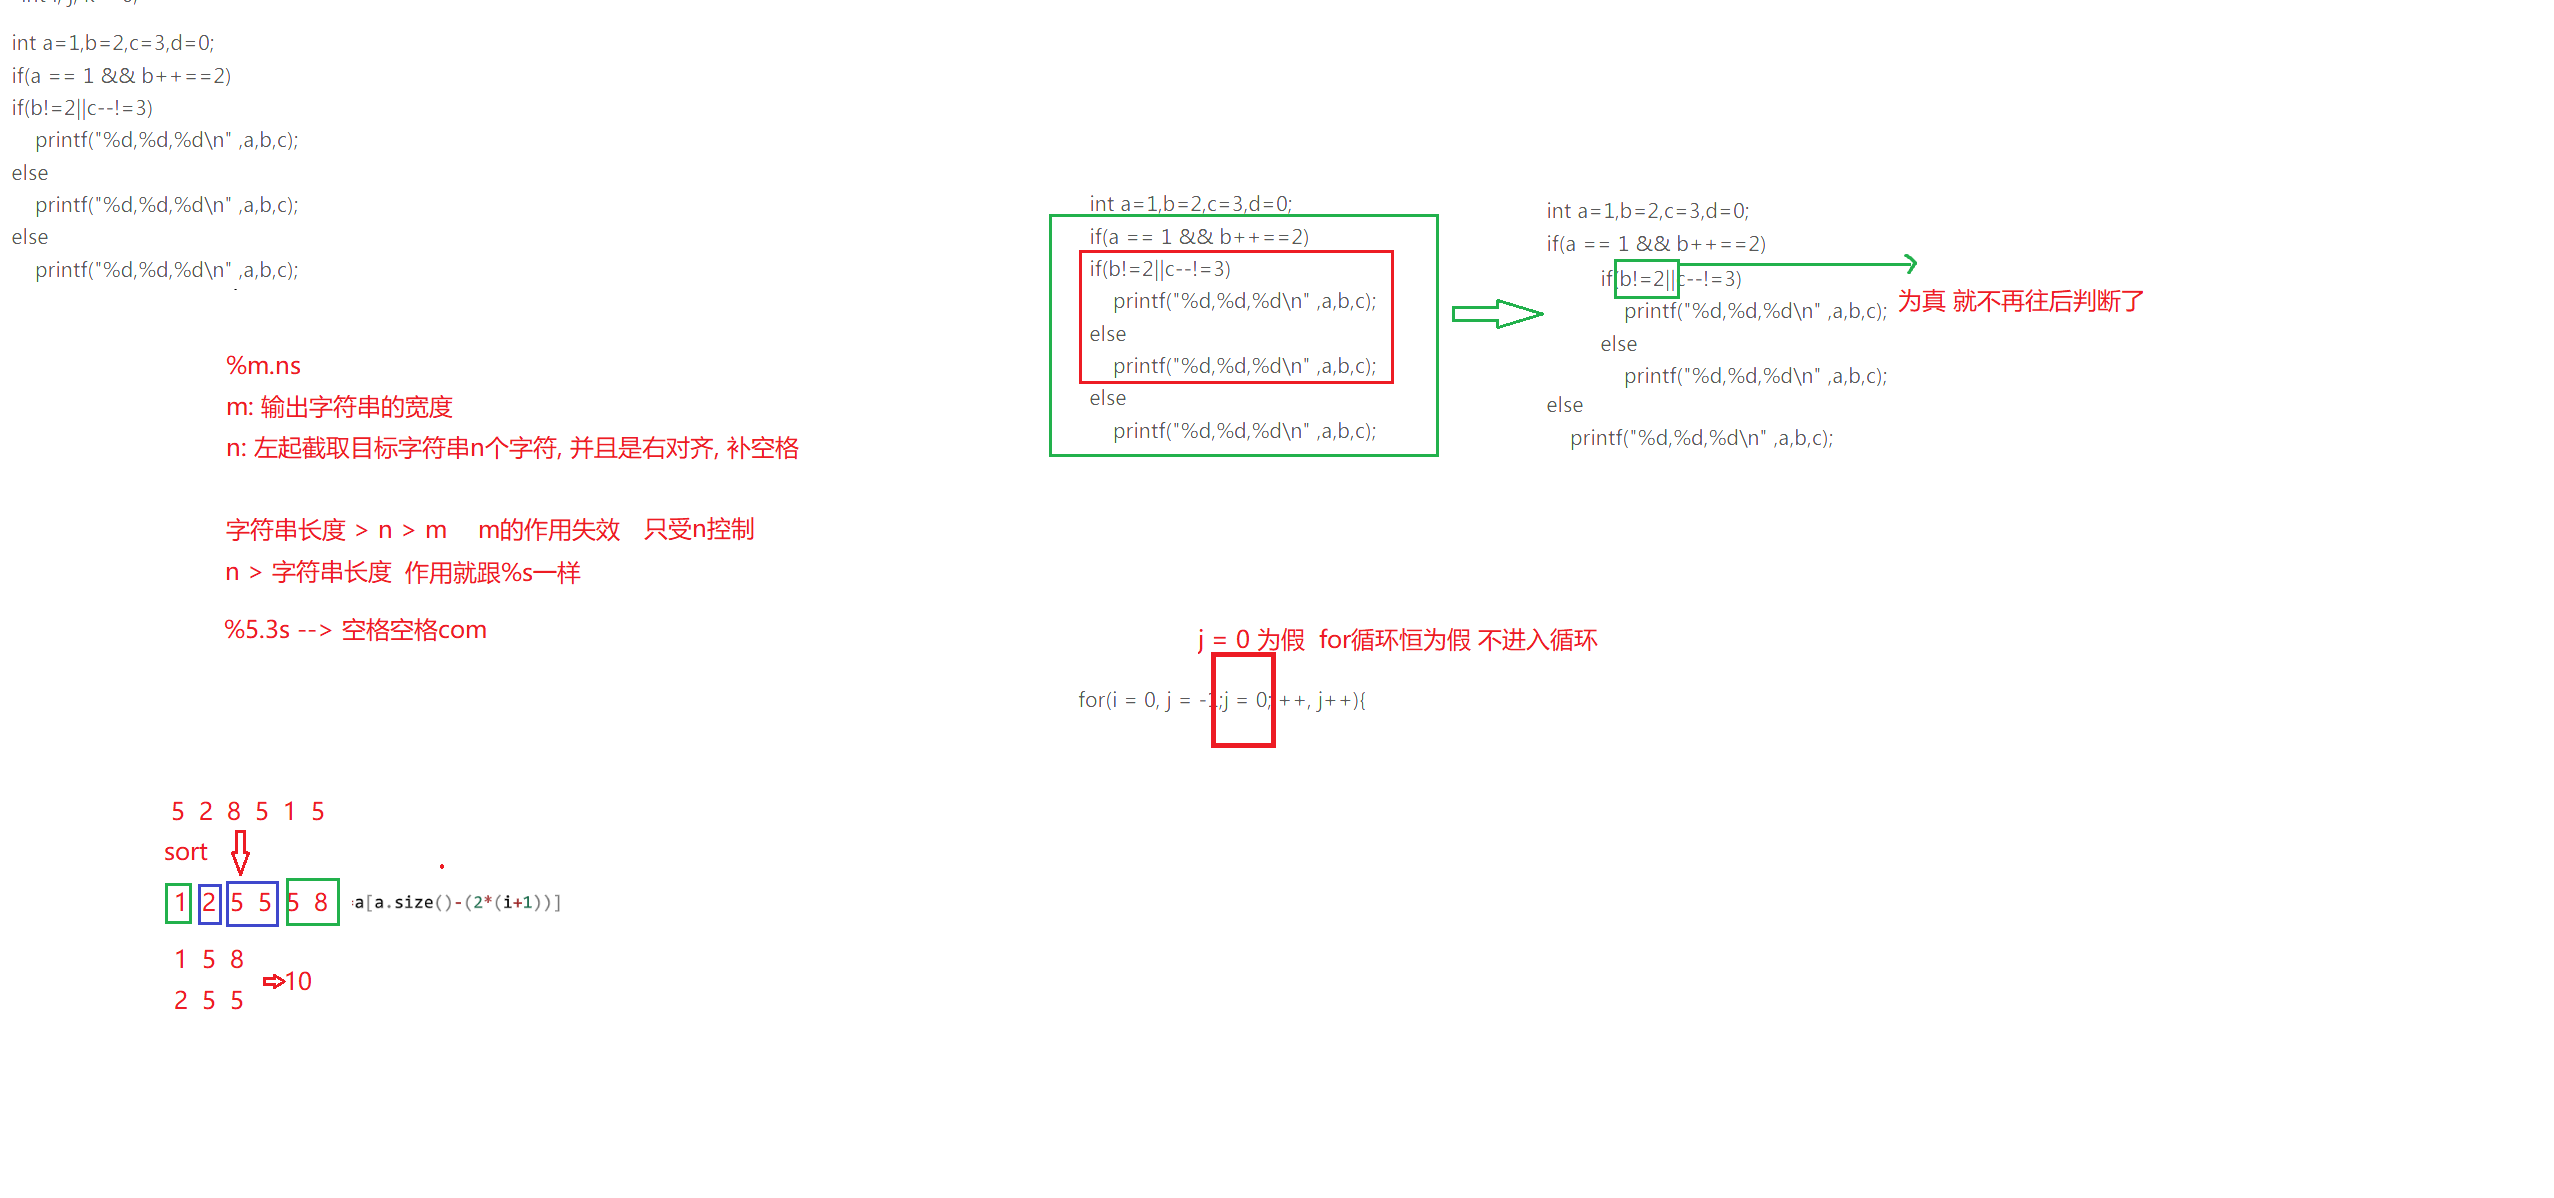 int a=1,b=2,c=3,d=0;
if(a == 1 && b++==2)
if(b!=2||c--!=3)
printf("%d,%d,%d\n" ,a,b,c);
else
printf("%d,%d,%d\n" ,a,b,c);
else
printf("%d,%d,%d\n" ,a,b,c);
int a=1,b=2,c=3,d=0;
if(a == 1 && b++==2)
if(b!=2||c--!=3)
printf("%d,%d,%d\n" ,a,b,c);
else
printf("%d,%d,%d\n" ,a,b,c);
else
printf("%d,%d,%d\n" ,a,b,c);
int a=1,b=2,c=3,d=0;
if(a == 1 && b++==2)
if(b!=2||c--!=3)
printf("%d,%d,%d\n" ,a,b,c);
为真 就不再往后判断了
else
printf("%d,%d,%d\n" ,a,b,c);
else
printf("%d,%d,%d\n" ,a,b,c);
%m.ns
m: 输出字符串的宽度
n: 左起截取目标字符串n个字符, 并且是右对齐, 补空格
字符串长度 > n > m m的作用失效 只受n控制
n > 字符串长度 作用就跟%s一样
%5.3s --> 空格空格com
j = 0 为假 for循环恒为假 不进入循环
for(i = 0, j = -1;j = 0; ++, j++){
5 2 8 5 1 5
sort
1 2 5 5 5 8 a[a.size()-(2*(i+1))]
1 5 8
10
2 5 5